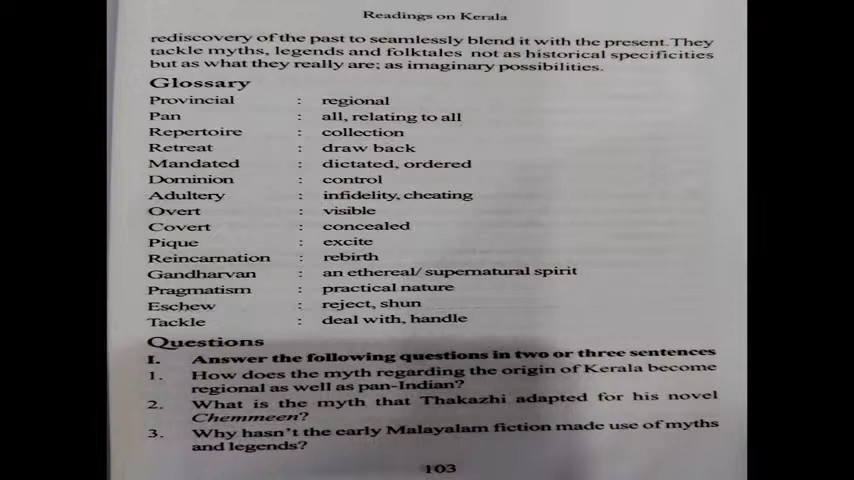 Readings on Kerala
rediscovery of the past to seamlessly blend it with the present. They
tackle myths, legends and folktales not as historical specificities
but as what they really are; as imaginary possibilities.
Glossary
Provincial : regional
Pan : all, relating to all
Repertoire : collection
Retreat : draw back
Mandated : dictated, ordered
Dominion : control
Adultery : infidelity, cheating
Overt : visible
Covert : concealed
Pique : excite
Reincarnation : rebirth
Gandharvan : an ethereal/ supernatural spirit
Pragmatism : practical nature
Eschew : reject, shun
Tackle : deal with, handle
Questions
I. Answer the following questions in two or three sentences
1. How does the myth regarding the origin of Kerala become
regional as well as pan-Indian?
2. What is the myth that Thakazhi adapted for his novel
Chemmeen?
3. Why hasn't the early Malayalam fiction made use of myths
and legends?
103